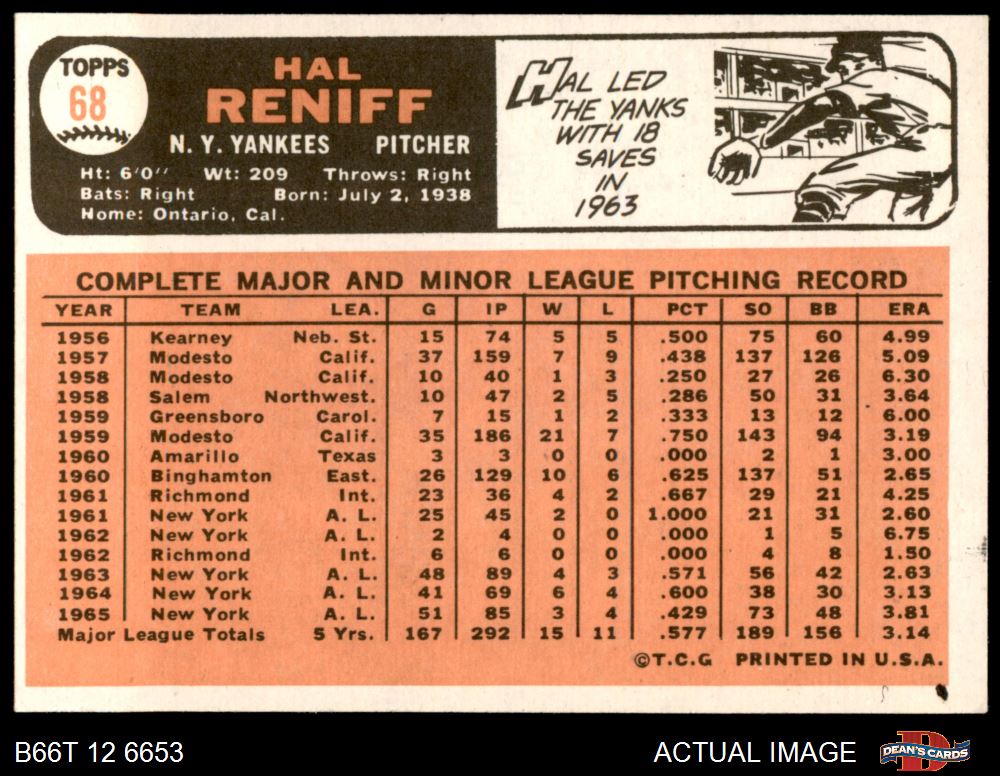 TOPPS
68
HAL
RENIFF
N. Y. YANKEES PITCHER
Ht: 6'0" Wt: 209 Throws: Right
Bats: Right Born: July 2, 1938
Home: Ontario, Cal.
HAL LED
THE YANKS
WITH 18
SAVES
IN
1963
COMPLETE MAJOR AND MINOR LEAGUE PITCHING RECORD
YEAR TEAM LEA. G IP W L PCT SO BB ERA
1956 Kearney Neb. St. 15 74 5 5 .500 75 60 4.99
1957 Modesto Calif. 37 159 7 9 .438 137 126 5.09
1958 Modesto Calif. 10 40 1 3 .250 27 26 6.30
1958 Salem Northwest. 10 47 2 5 .286 50 31 3.64
1959 Greensboro Carol. 7 15 1 2 .333 13 12 6.00
1959 Modesto Calif. 35 186 21 7 .750 143 94 3.19
1960 Amarillo Texas 3 3 0 0 .000 2 1 3.00
1960 Binghamton East. 26 129 10 6 .625 137 51 2.65
1961 Richmond Int. 23 36 4 2 .667 29 21 4.25
1961 New York A. L. 25 45 2 0 1.000 21 31 2.60
1962 New York A. L. 2 4 0 0 .000 1 5 6.75
1962 Richmond Int. 6 6 0 0 .000 4 8 1.50
1963 New York A. L. 48 89 4 3 .571 56 42 2.63
1964 New York A. L. 41 69 6 4 .600 38 30 3.13
1965 New York A. L. 51 85 3 4 .429 73 48 3.81
Major League Totals 5 Yrs. 167 292 15 11 .577 189 156 3.14
©T.C.G PRINTED IN U.S.A.
B66T 12 6653 ACTUAL IMAGE DEAN'S CARDS